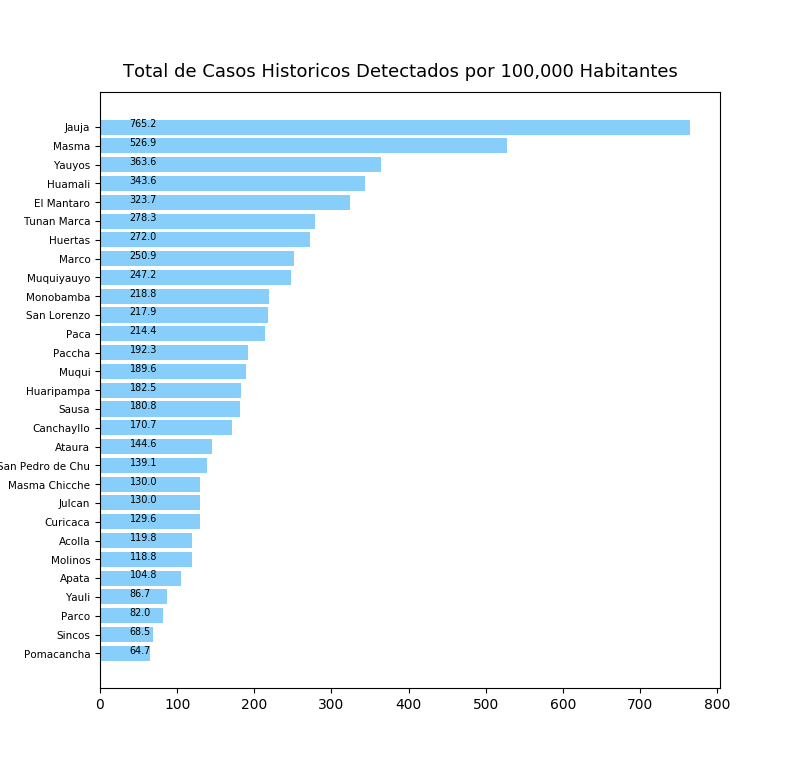 Total de Casos Historicos Detectados por 100,000 Habitantes
Jauja 765.2
Masma 526.9
Yauyos 363.6
Huamali 343.6
El Mantaro 323.7
Tunan Marca 278.3
Huertas 272.0
Marco 250.9
Muquiyauyo 247.2
Monobamba 218.8
San Lorenzo 217.9
Paca 214.4
Paccha 192.3
Muqui 189.6
Huaripampa 182.5
Sausa 180.8
Canchayllo 170.7
Ataura 144.6
San Pedro de Chu 139.1
Masma Chicche 130.0
Julcan 130.0
Curicaca 129.6
Acolla 119.8
Molinos 118.8
Apata 104.8
Yauli 86.7
Parco 82.0
Sincos 68.5
Pomacancha 64.7
0 100 200 300 400 500 600 700 800